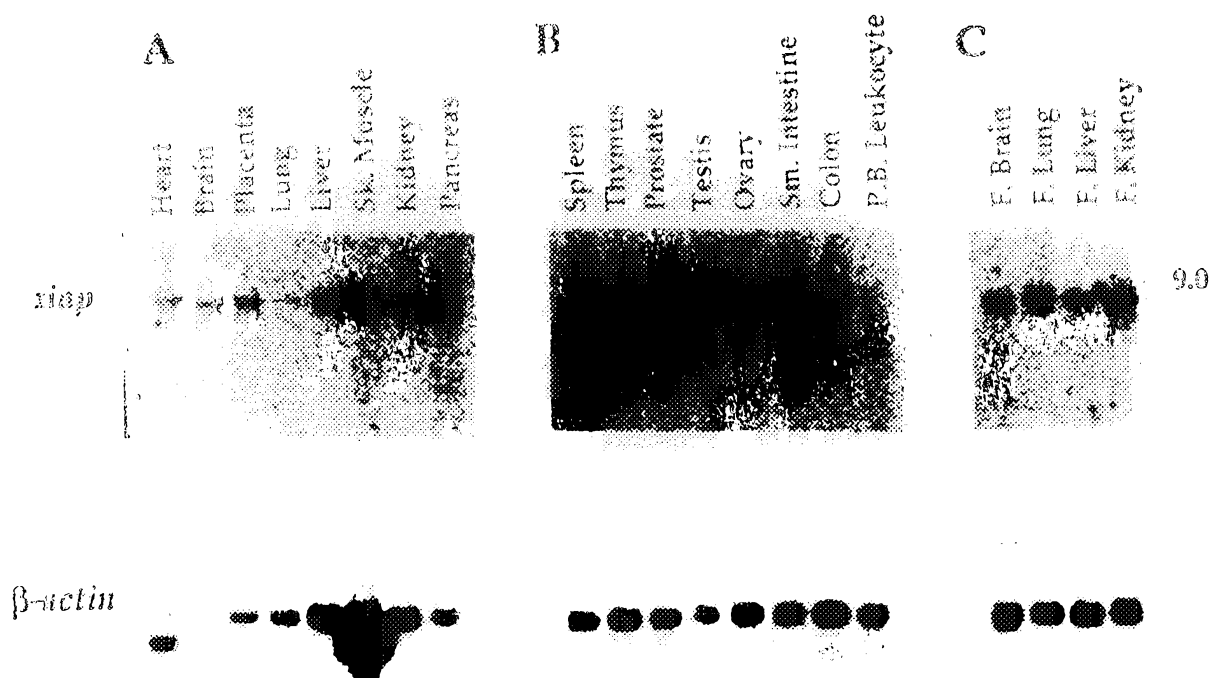 A
B
C
Heart
Brain
Placenta
Lung
Liver
Sk. Muscle
Kidney
Pancreas
Spleen
Thymus
Prostate
Testis
Ovary
Sm. Intestine
Colon
P.B. Leukocyte
F. Brain
F. Lung
F. Liver
F. Kidney
xiap
9.0
β-actin